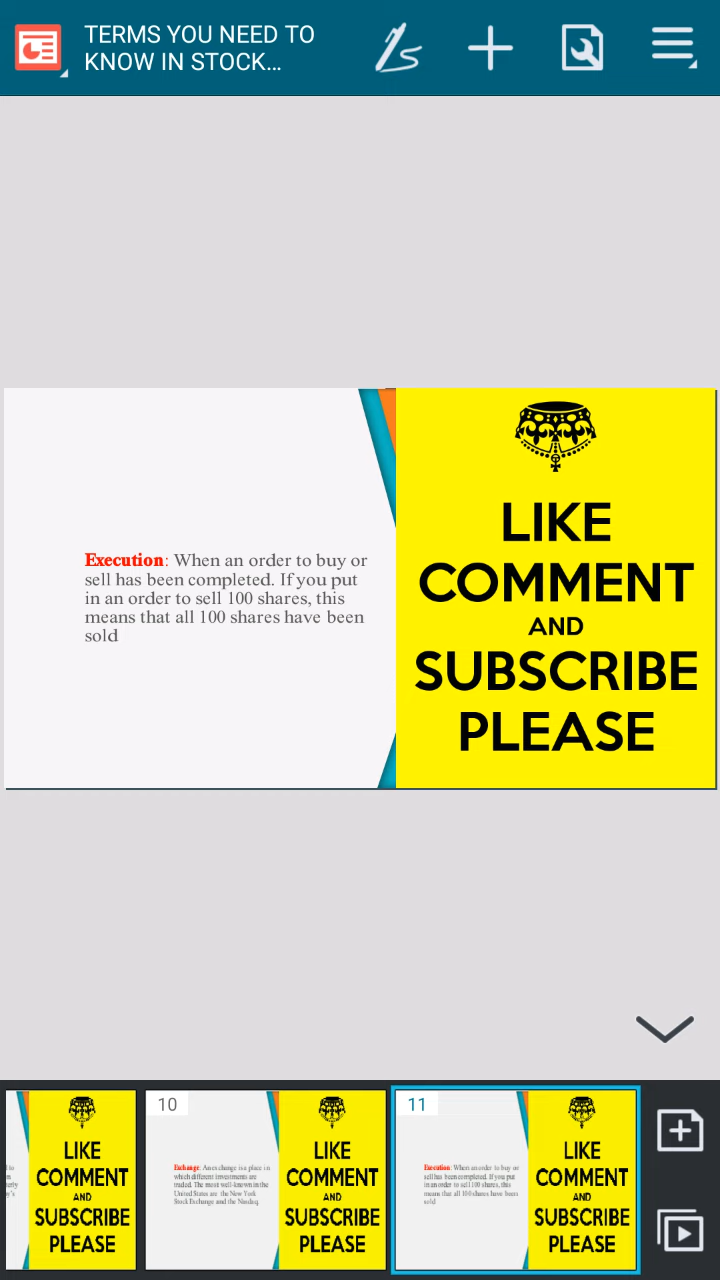 TERMS YOU NEED TO
KNOW IN STOCK...
Execution: When an order to buy or
sell has been completed. If you put
in an order to sell 100 shares, this
means that all 100 shares have been
sold
LIKE
COMMENT
AND
SUBSCRIBE
PLEASE
LIKE
COMMENT
AND
SUBSCRIBE
PLEASE
10
Exchange: An exchange is a place in
which different investments are
traded. The most well-known in the
United States are the New York
Stock Exchange and the Nasdaq.
LIKE
COMMENT
AND
SUBSCRIBE
PLEASE
11
Execution: When an order to buy or
sell has been completed. If you put
in an order to sell 100 shares, this
means that all 100 shares have been
sold
LIKE
COMMENT
AND
SUBSCRIBE
PLEASE